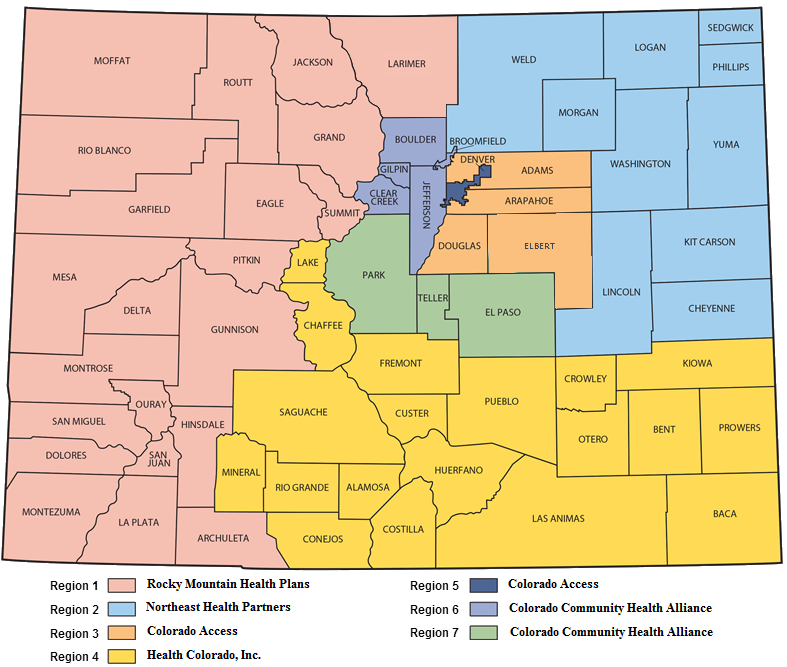 SEDGWICK
LOGAN
MOFFAT
JACKSON
LARIMER
WELD
PHILLIPS
ROUTT
MORGAN
GRAND
BOULDER
BROOMFIELD
YUMA
RIO BLANCO
DENVER
WASHINGTON
GILPIN
ADAMS
CLEAR
CREEK
JEFFERSON
EAGLE
ARAPAHOE
GARFIELD
SUMMIT
KIT CARSON
DOUGLAS
ELBERT
PITKIN
LAKE
MESA
PARK
LINCOLN
TELLER
DELTA
EL PASO
CHEYENNE
GUNNISON
CHAFFEE
MONTROSE
FREMONT
KIOWA
CROWLEY
OURAY
PUEBLO
SAGUACHE
CUSTER
SAN MIGUEL
HINSDALE
BENT
PROWERS
OTERO
DOLORES
SAN
JUAN
MINERAL
HUERFANO
RIO GRANDE
ALAMOSA
MONTEZUMA
LA PLATA
LAS ANIMAS
BACA
COSTILLA
ARCHULETA
CONEJOS
Region 1 Rocky Mountain Health Plans
Region 2 Northeast Health Partners
Region 3 Colorado Access
Region 4 Health Colorado, Inc.
Region 5 Colorado Access
Region 6 Colorado Community Health Alliance
Region 7 Colorado Community Health Alliance